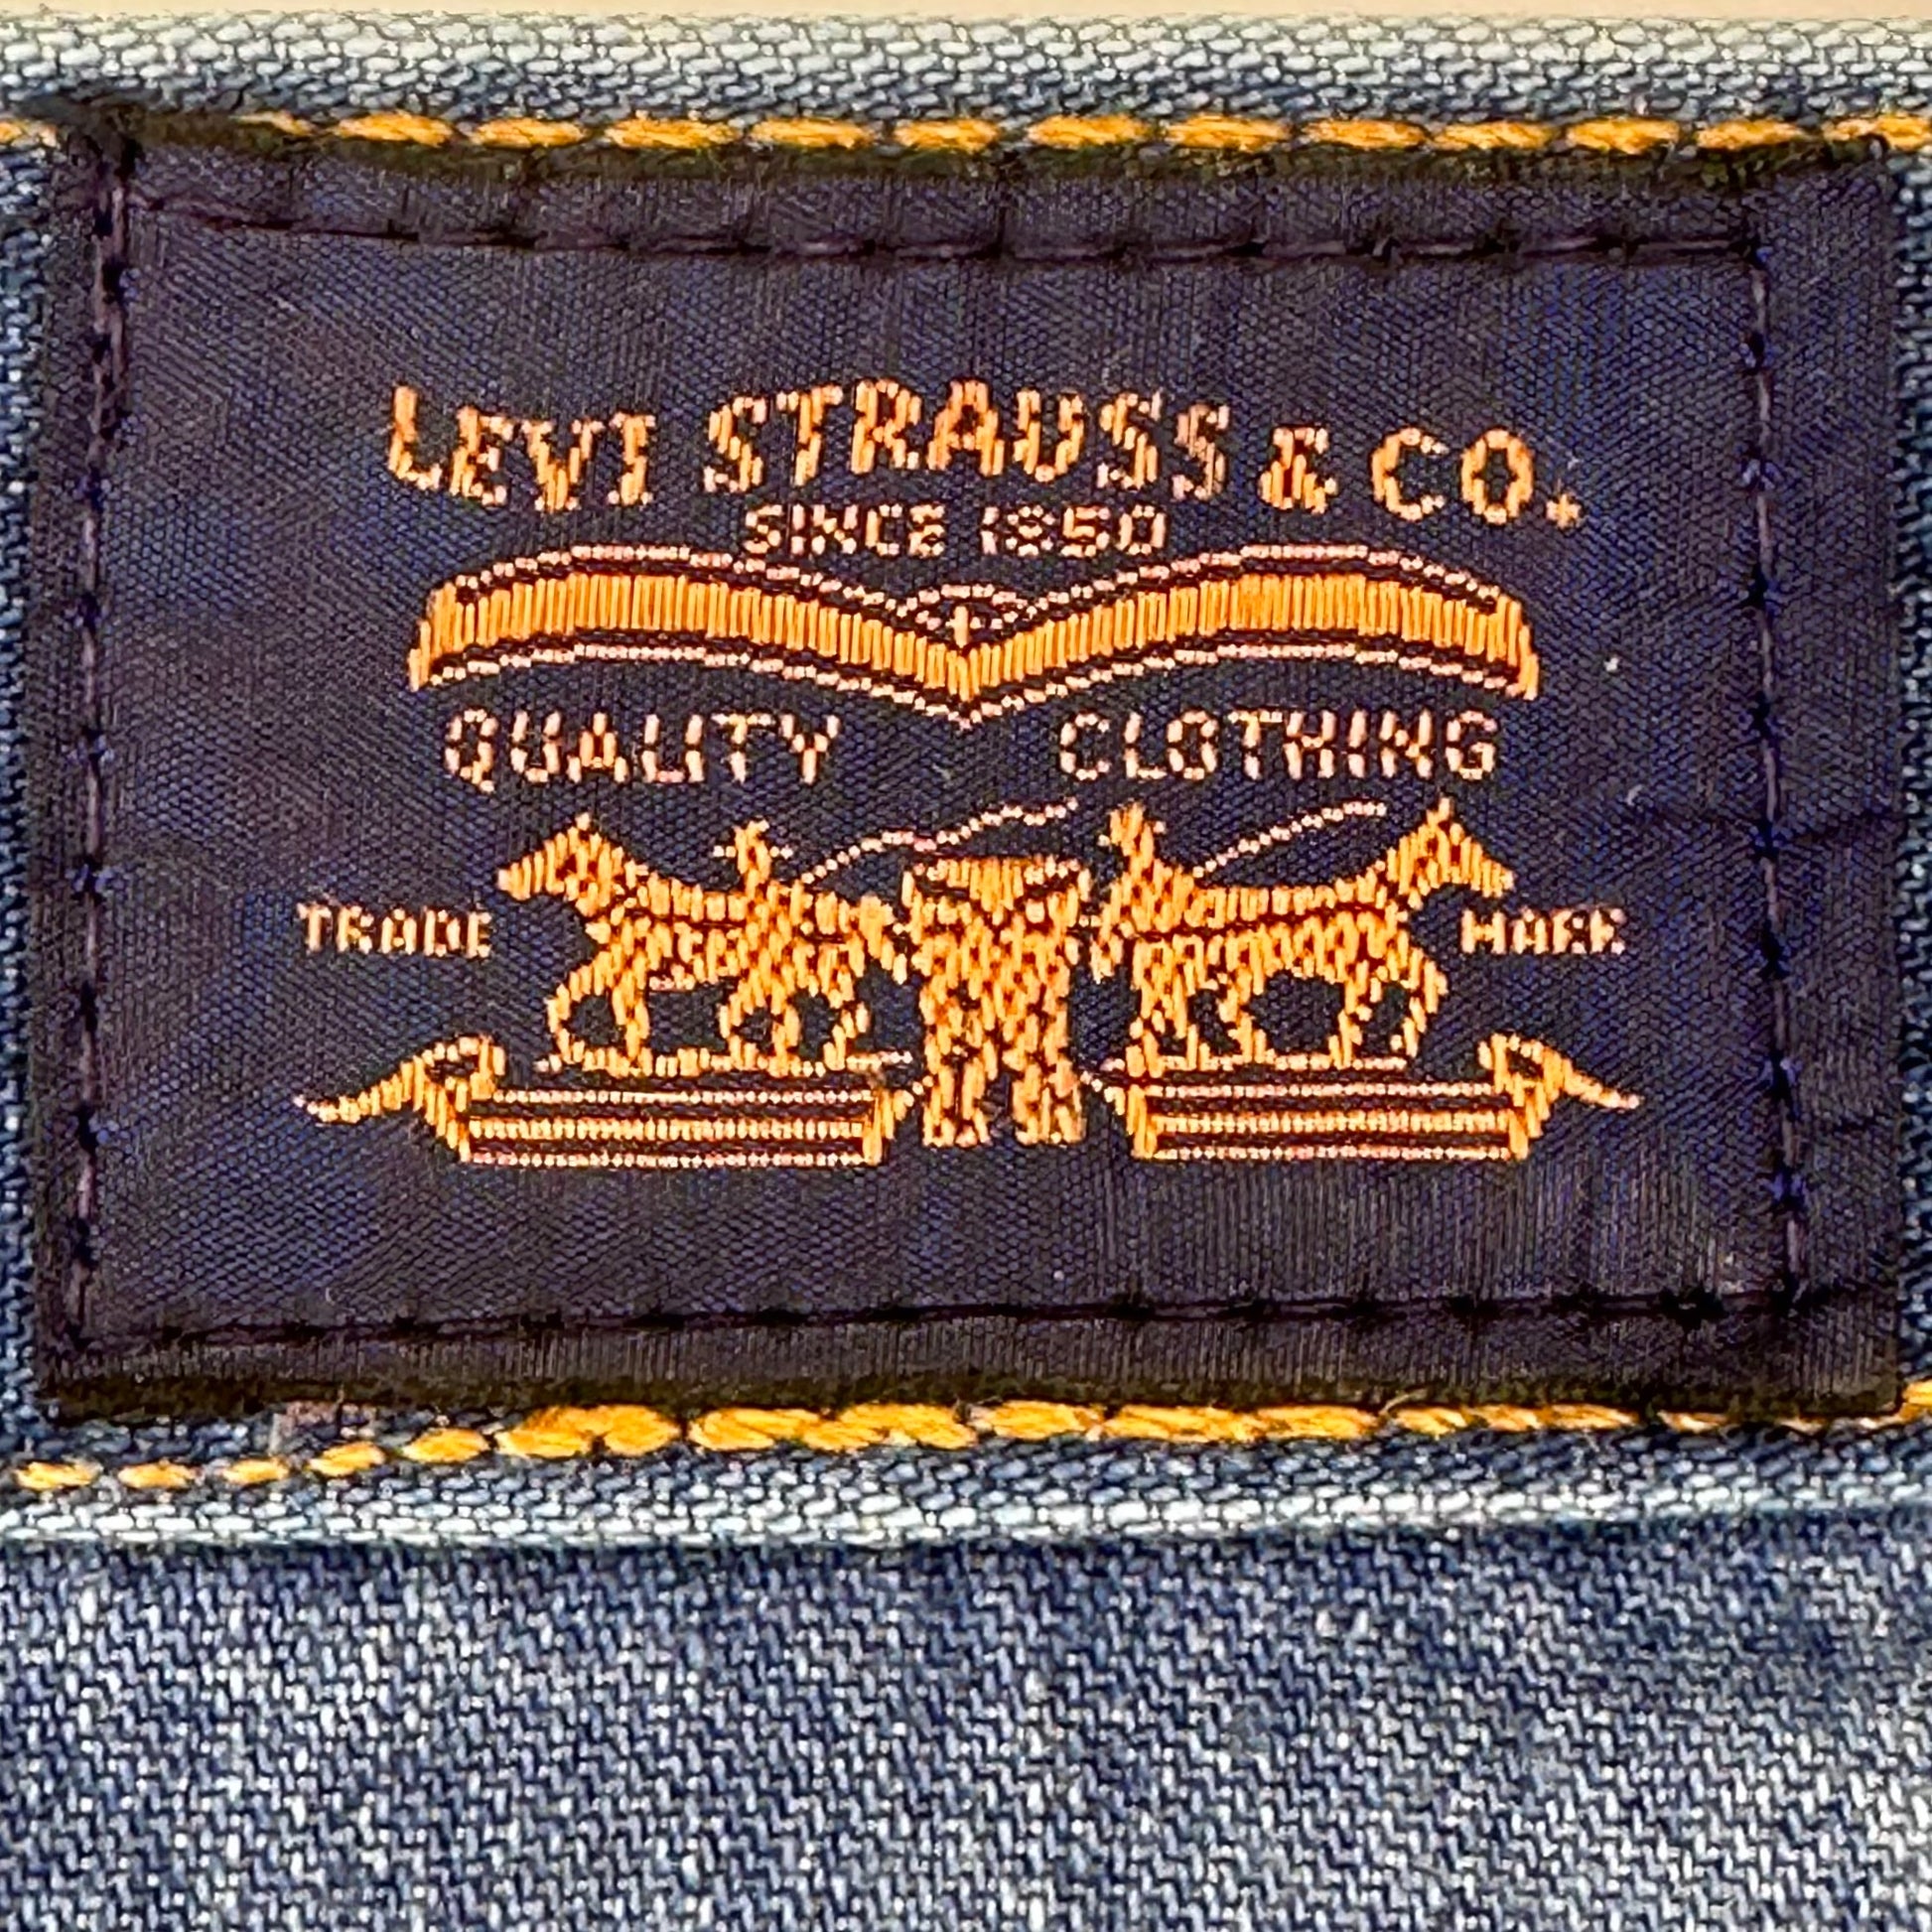 LEVI STRAUSS & CO.
SINCE 1850
QUALITY CLOTHING
TRADE MARK